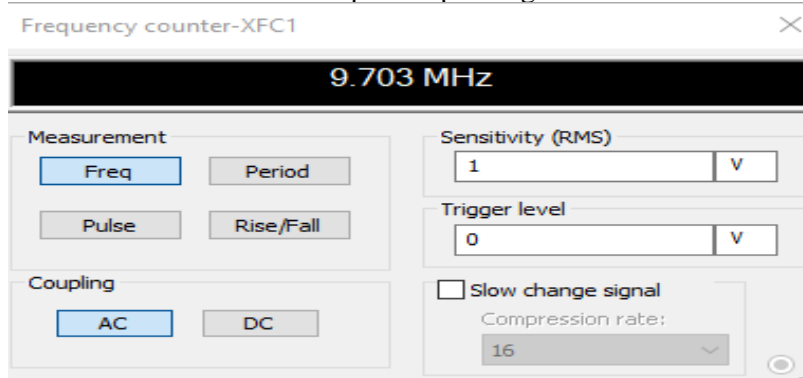 Frequency counter-XFC1
9.703 MHz
Measurement
Freq
Period
Pulse
Rise/Fall
Coupling
AC
DC
Sensitivity (RMS)
1
V
Trigger level
0
V
Slow change signal
Compression rate:
16